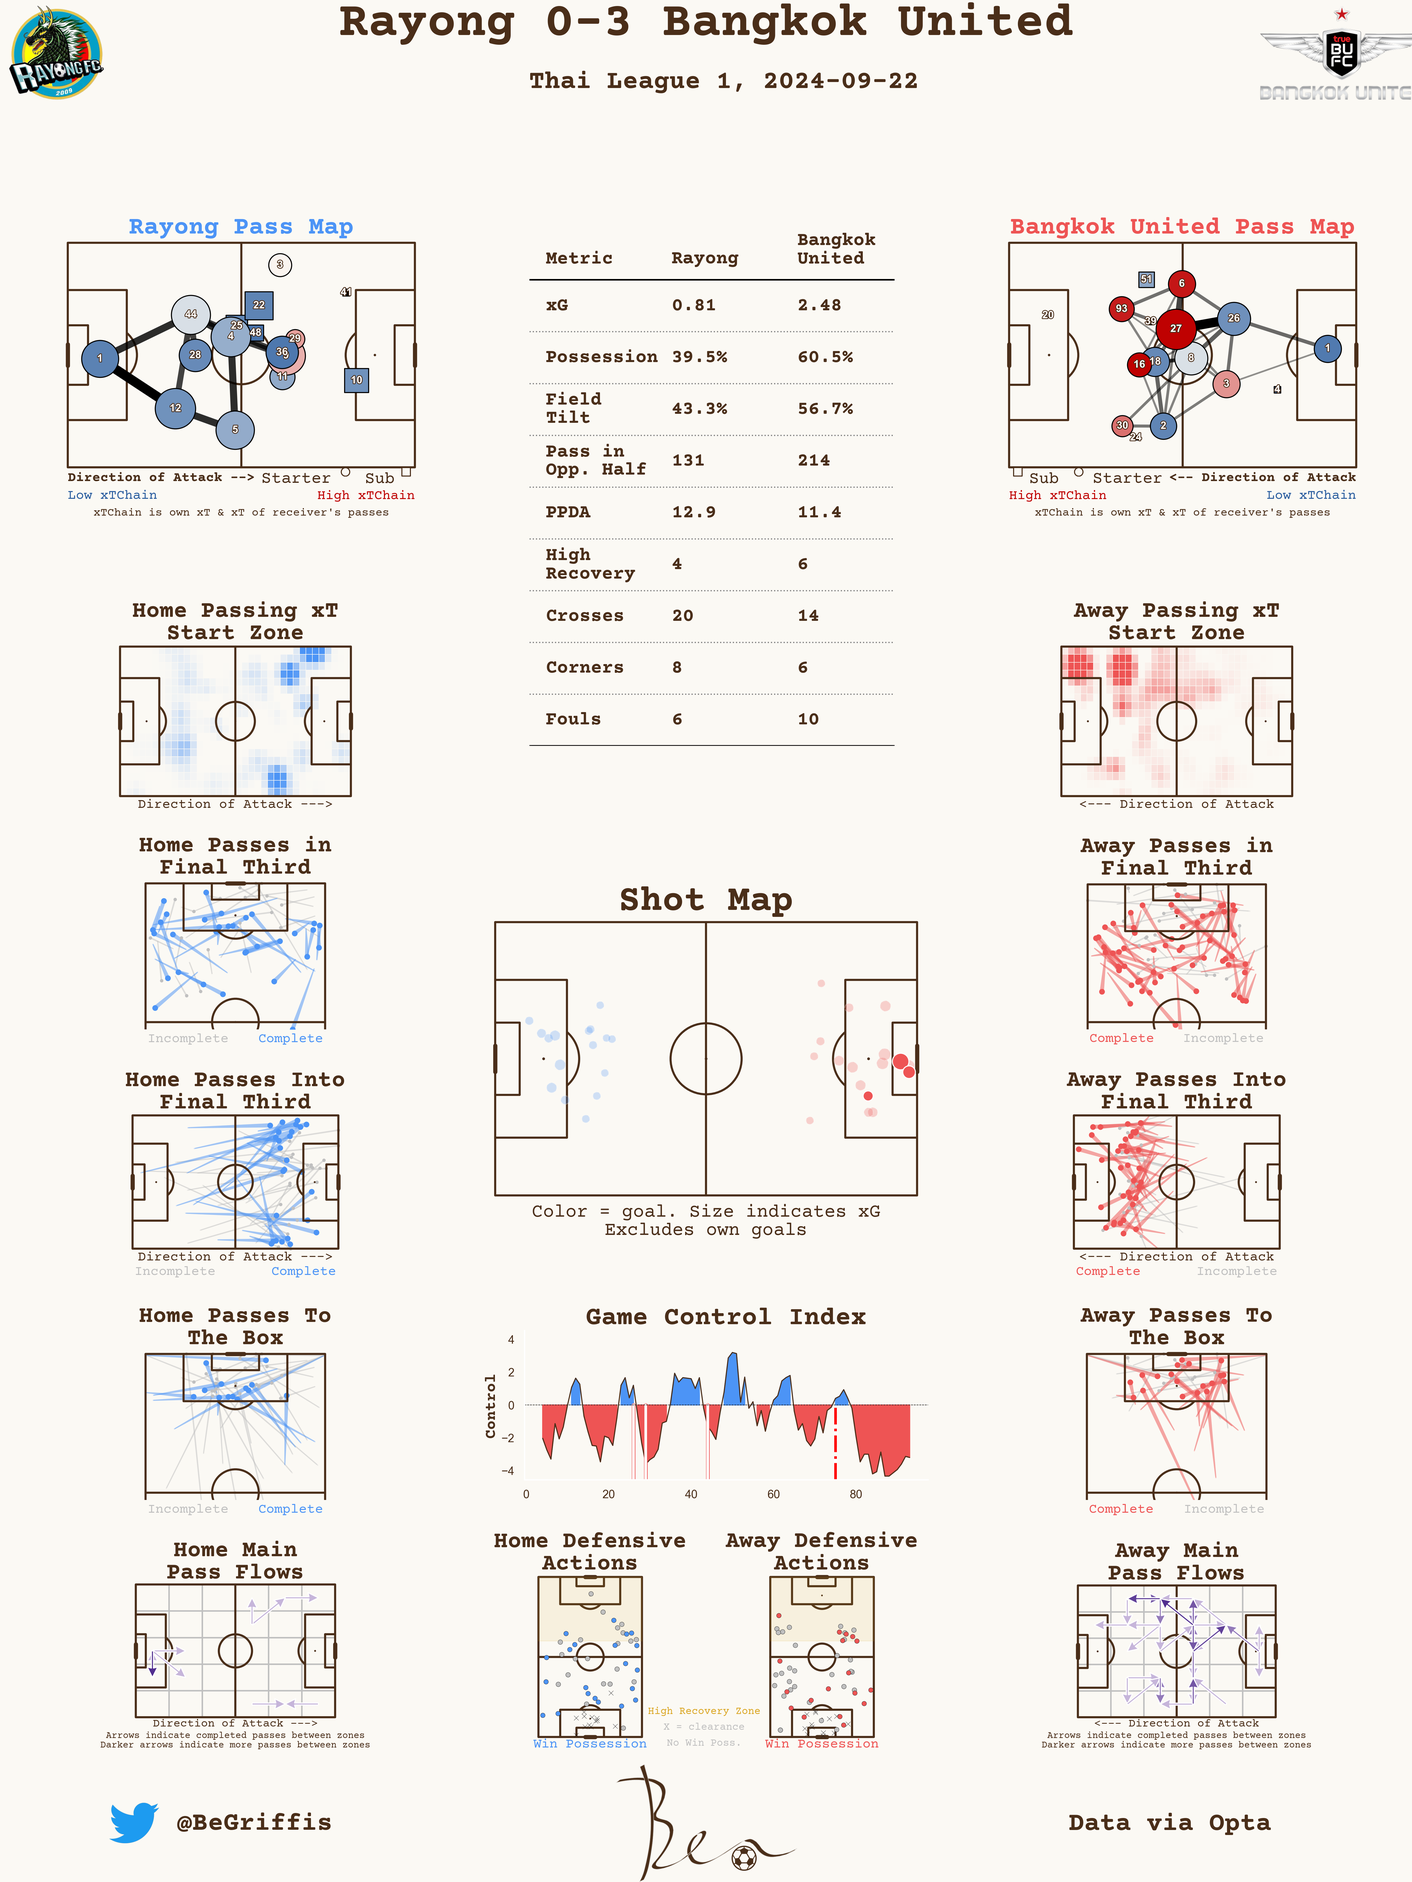 Rayong 0-3 Bangkok United
Thai League 1, 2024-09-22
RAYONG FC.
2009
true
BU
FC
BANGKOK UNITE
Rayong Pass Map
3
41
22
44
25
4
48
29
36
1
28
11
10
12
5
Direction of Attack --> Starter Sub
Low xTChain High xTChain
xTChain is own xT & xT of receiver's passes
Metric Rayong Bangkok United
xG 0.81 2.48
Possession 39.5% 60.5%
Field Tilt 43.3% 56.7%
Pass in Opp. Half 131 214
PPDA 12.9 11.4
High Recovery 4 6
Crosses 20 14
Corners 8 6
Fouls 6 10
Bangkok United Pass Map
51
6
93
20
39
27
26
1
16
18
8
3
4
30
24
2
Sub Starter <-- Direction of Attack
High xTChain Low xTChain
xTChain is own xT & xT of receiver's passes
Home Passing xT
Start Zone
Direction of Attack --->
Away Passing xT
Start Zone
<--- Direction of Attack
Home Passes in
Final Third
Incomplete Complete
Away Passes in
Final Third
Complete Incomplete
Shot Map
Color = goal. Size indicates xG
Excludes own goals
Home Passes Into
Final Third
Direction of Attack --->
Incomplete Complete
Away Passes Into
Final Third
<--- Direction of Attack
Complete Incomplete
Home Passes To
The Box
Incomplete Complete
Game Control Index
Control
4
2
0
−2
−4
0 20 40 60 80
Away Passes To
The Box
Complete Incomplete
Home Main
Pass Flows
Direction of Attack --->
Arrows indicate completed passes between zones
Darker arrows indicate more passes between zones
Home Defensive
Actions
Win Possession
High Recovery Zone
X = clearance
No Win Poss.
Away Defensive
Actions
Win Possession
Away Main
Pass Flows
<--- Direction of Attack
Arrows indicate completed passes between zones
Darker arrows indicate more passes between zones
@BeGriffis
Ben
Data via Opta